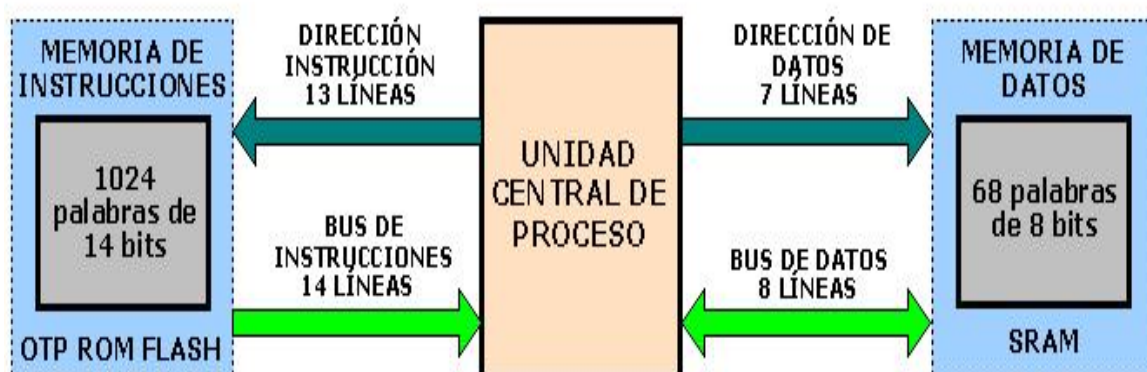 MEMORIA DE
INSTRUCCIONES
1024
palabras de
14 bits
OTP ROM FLASH
DIRECCIÓN
INSTRUCCIÓN
13 LÍNEAS
BUS DE
INSTRUCCIONES
14 LÍNEAS
UNIDAD
CENTRAL DE
PROCESO
DIRECCIÓN DE
DATOS
7 LÍNEAS
BUS DE DATOS
8 LÍNEAS
MEMORIA DE
DATOS
68 palabras
de 8 bits
SRAM